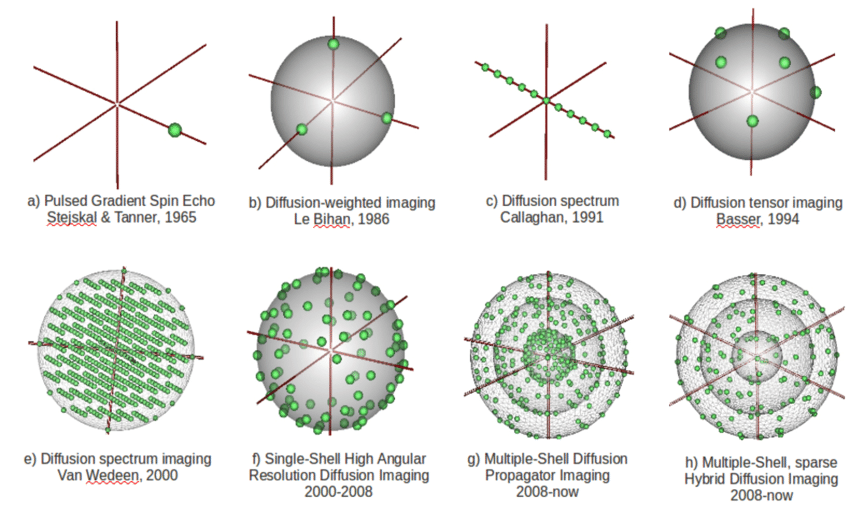 a) Pulsed Gradient Spin Echo
Stejskal & Tanner, 1965
b) Diffusion-weighted imaging
Le Bihan, 1986
c) Diffusion spectrum
Callaghan, 1991
d) Diffusion tensor imaging
Basser, 1994
e) Diffusion spectrum imaging
Van Wedeen, 2000
f) Single-Shell High Angular
Resolution Diffusion Imaging
2000-2008
g) Multiple-Shell Diffusion
Propagator Imaging
2008-now
h) Multiple-Shell, sparse
Hybrid Diffusion Imaging
2008-now